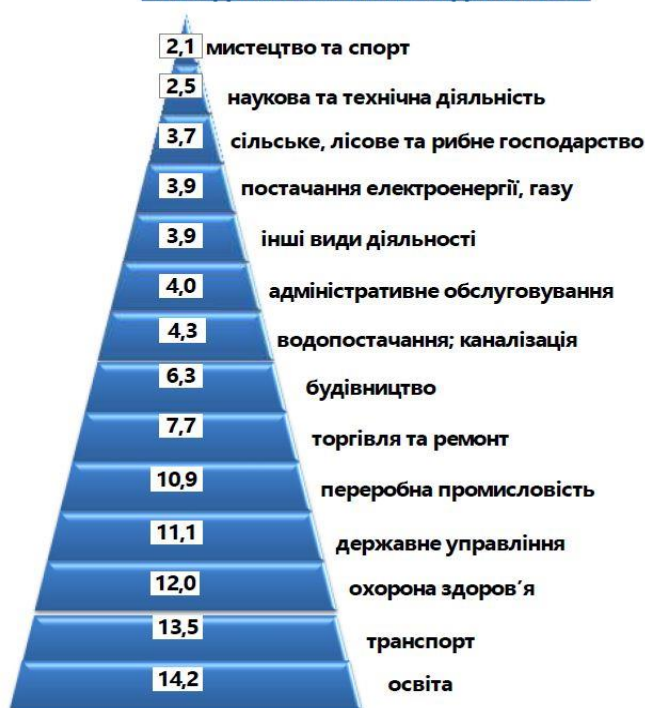 2,1 мистецтво та спорт
2,5 наукова та технічна діяльність
3,7 сільське, лісове та рибне господарство
3,9 постачання електроенергії, газу
3,9 інші види діяльності
4,0 адміністративне обслуговування
4,3 водопостачання; каналізація
6,3 будівництво
7,7 торгівля та ремонт
10,9 переробна промисловість
11,1 державне управління
12,0 охорона здоров’я
13,5 транспорт
14,2 освіта